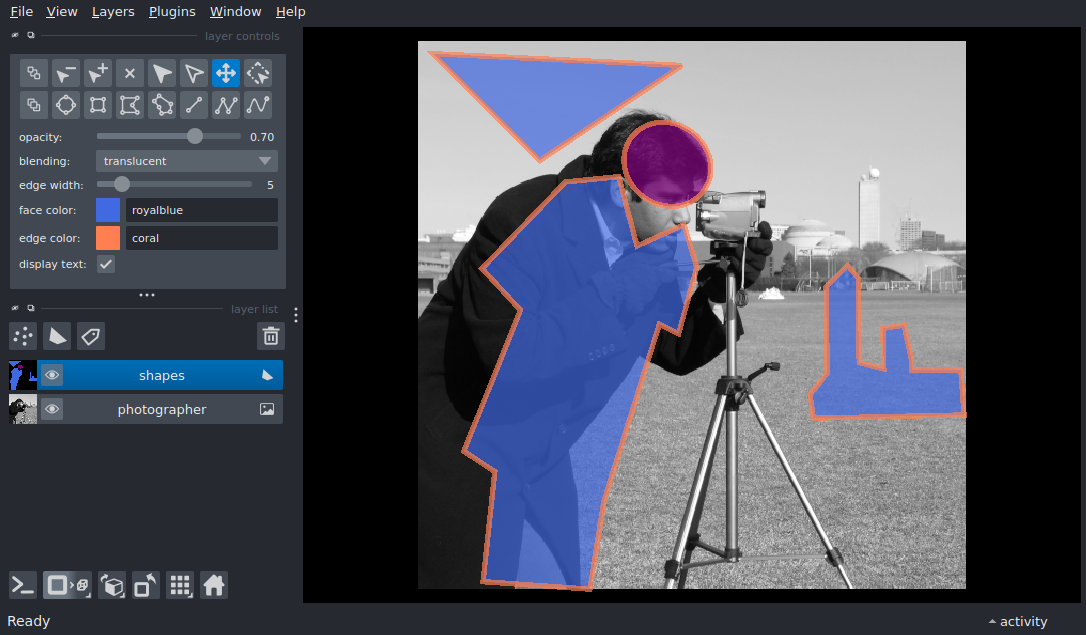 File View Layers Plugins Window Help
layer controls
opacity: 0.70
blending: translucent
edge width: 5
face color: royalblue
edge color: coral
display text:
layer list
shapes
photographer
Ready activity